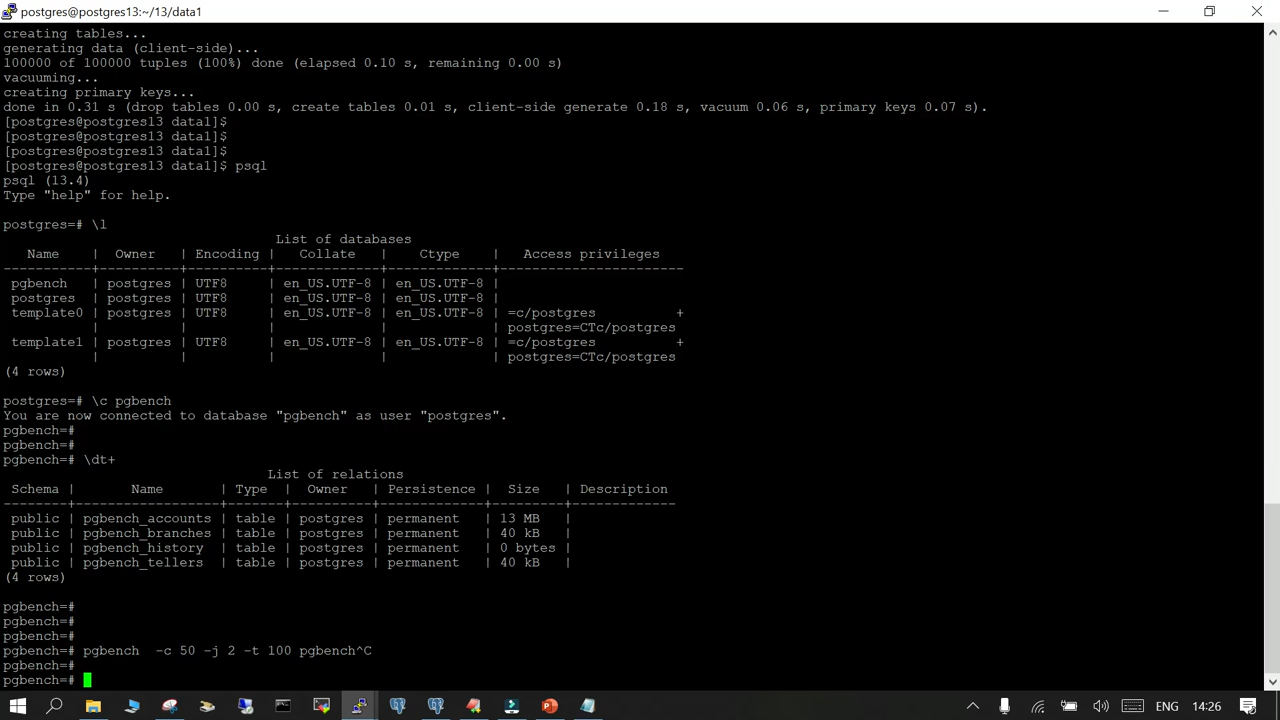 postgres@postgres13:~/13/data1
creating tables...
generating data (client-side)...
100000 of 100000 tuples (100%) done (elapsed 0.10 s, remaining 0.00 s)
vacuuming...
creating primary keys...
done in 0.31 s (drop tables 0.00 s, create tables 0.01 s, client-side generate 0.18 s, vacuum 0.06 s, primary keys 0.07 s).
[postgres@postgres13 data1]$
[postgres@postgres13 data1]$
[postgres@postgres13 data1]$
[postgres@postgres13 data1]$ psql
psql (13.4)
Type "help" for help.
postgres=# \l
List of databases
Name | Owner | Encoding | Collate | Ctype | Access privileges
-----------+----------+----------+-------------+-------------+-----------------------
pgbench | postgres | UTF8 | en_US.UTF-8 | en_US.UTF-8 |
postgres | postgres | UTF8 | en_US.UTF-8 | en_US.UTF-8 |
template0 | postgres | UTF8 | en_US.UTF-8 | en_US.UTF-8 | =c/postgres +
| | | | | postgres=CTc/postgres
template1 | postgres | UTF8 | en_US.UTF-8 | en_US.UTF-8 | =c/postgres +
| | | | | postgres=CTc/postgres
(4 rows)
postgres=# \c pgbench
You are now connected to database "pgbench" as user "postgres".
pgbench=#
pgbench=#
pgbench=# \dt+
List of relations
Schema | Name | Type | Owner | Persistence | Size | Description
--------+------------------+-------+----------+-------------+---------+-------------
public | pgbench_accounts | table | postgres | permanent | 13 MB |
public | pgbench_branches | table | postgres | permanent | 40 kB |
public | pgbench_history | table | postgres | permanent | 0 bytes |
public | pgbench_tellers | table | postgres | permanent | 40 kB |
(4 rows)
pgbench=#
pgbench=#
pgbench=#
pgbench=# pgbench -c 50 -j 2 -t 100 pgbench^C
pgbench=#
pgbench=#
ENG 14:26